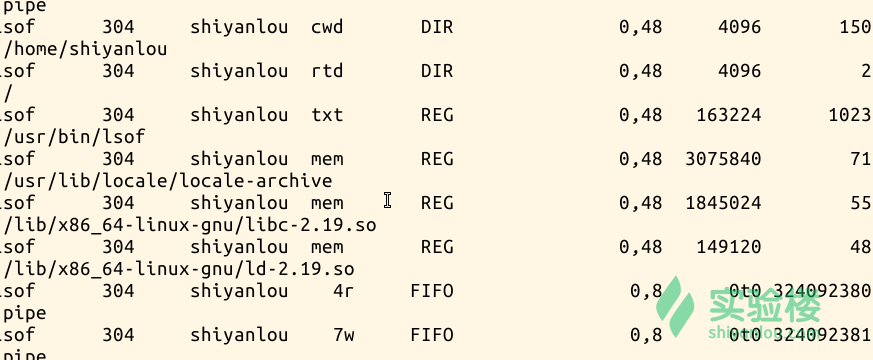 pipe
lsof 304 shiyanlou cwd DIR 0,48 4096 150
/home/shiyanlou
lsof 304 shiyanlou rtd DIR 0,48 4096 2
/
lsof 304 shiyanlou txt REG 0,48 163224 1023
/usr/bin/lsof
lsof 304 shiyanlou mem REG 0,48 3075840 71
/usr/lib/locale/locale-archive
lsof 304 shiyanlou mem REG 0,48 1845024 55
/lib/x86_64-linux-gnu/libc-2.19.so
lsof 304 shiyanlou mem REG 0,48 149120 48
/lib/x86_64-linux-gnu/ld-2.19.so
lsof 304 shiyanlou 4r FIFO 0,8 0t0 324092380
pipe
lsof 304 shiyanlou 7w FIFO 0,8 0t0 324092381
pipe
实验楼
shiyanlou.com